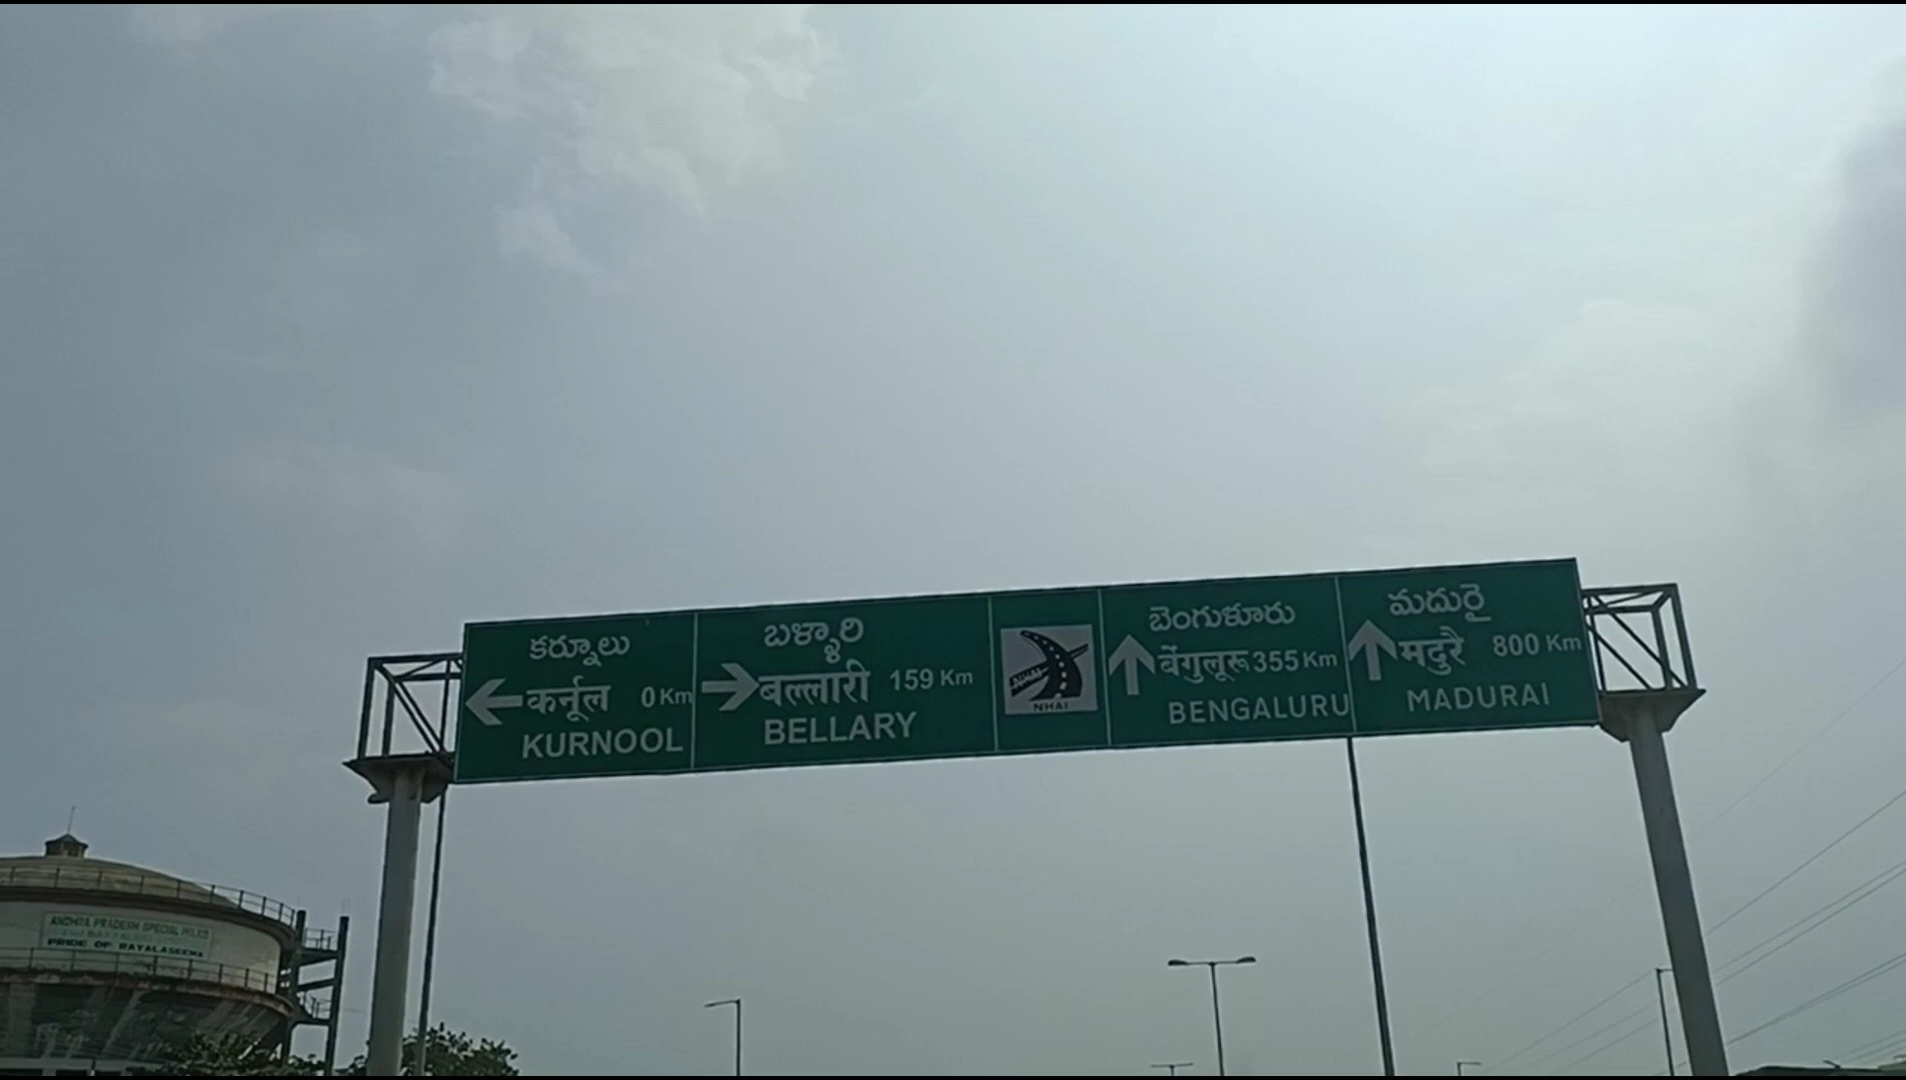 కర్నూలు
कर्नूल 0 Km
KURNOOL
బళ్ళారి
बल्लारी 159 Km
BELLARY
NHAI
బెంగుళూరు
बेंगुलूरू 355 Km
BENGALURU
మదురై
मदुरै 800 Km
MADURAI
ANDHRA PRADESH SPECIAL POLICE
PRIDE OF RAYALASEEMA